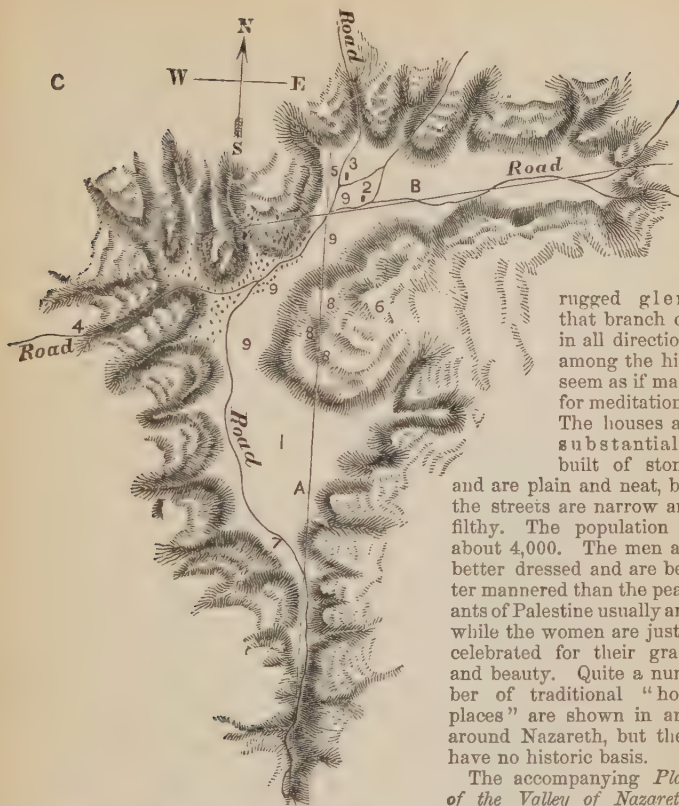 N
Road
C
W E
S
3
5
Road
2
B
9
9
9
8
6
4
Road
8
9
8
Road
1
A
7
rugged glen
that branch o
in all direction
among the hi
seem as if ma
for meditation
The houses a
substantial
built of ston
and are plain and neat, b
the streets are narrow an
filthy. The population
about 4,000. The men a
better dressed and are be
ter mannered than the pea
ants of Palestine usually ar
while the women are just
celebrated for their gra
and beauty. Quite a num
ber of traditional "ho
places" are shown in an
around Nazareth, but the
have no historic basis.
The accompanying Pla
of the Valley of Nazaret